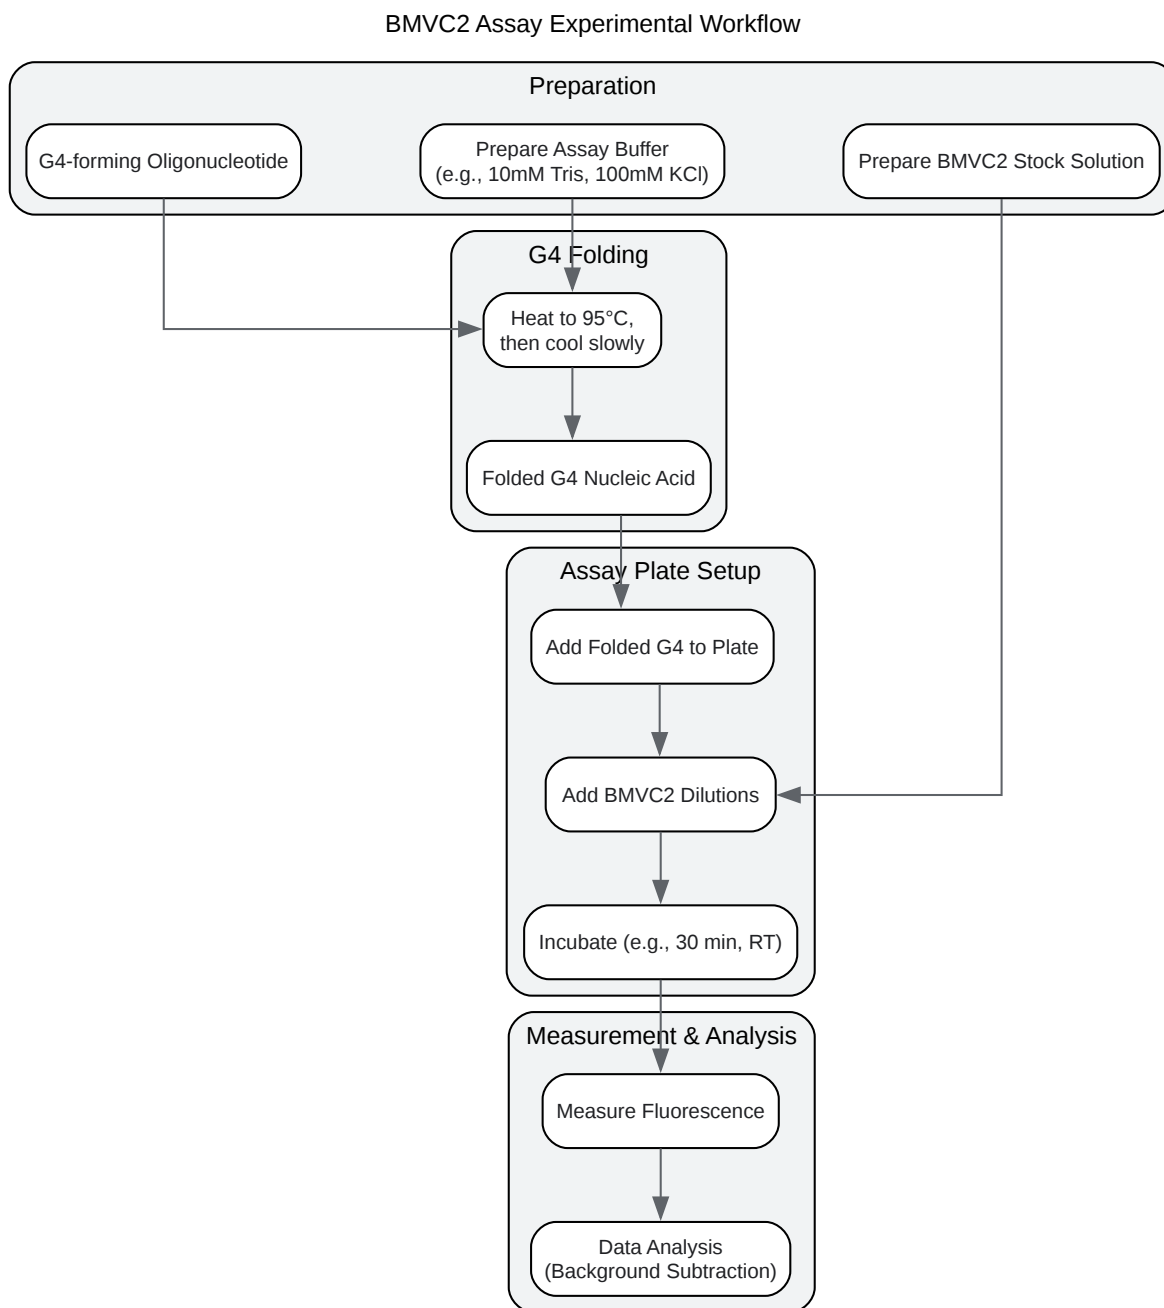 BMVC2 Assay Experimental Workflow
Preparation
G4-forming Oligonucleotide
Prepare Assay Buffer
(e.g., 10mM Tris, 100mM KCl)
Prepare BMVC2 Stock Solution
G4 Folding
Heat to 95°C,
then cool slowly
Folded G4 Nucleic Acid
Assay Plate Setup
Add Folded G4 to Plate
Add BMVC2 Dilutions
Incubate (e.g., 30 min, RT)
Measurement & Analysis
Measure Fluorescence
Data Analysis
(Background Subtraction)